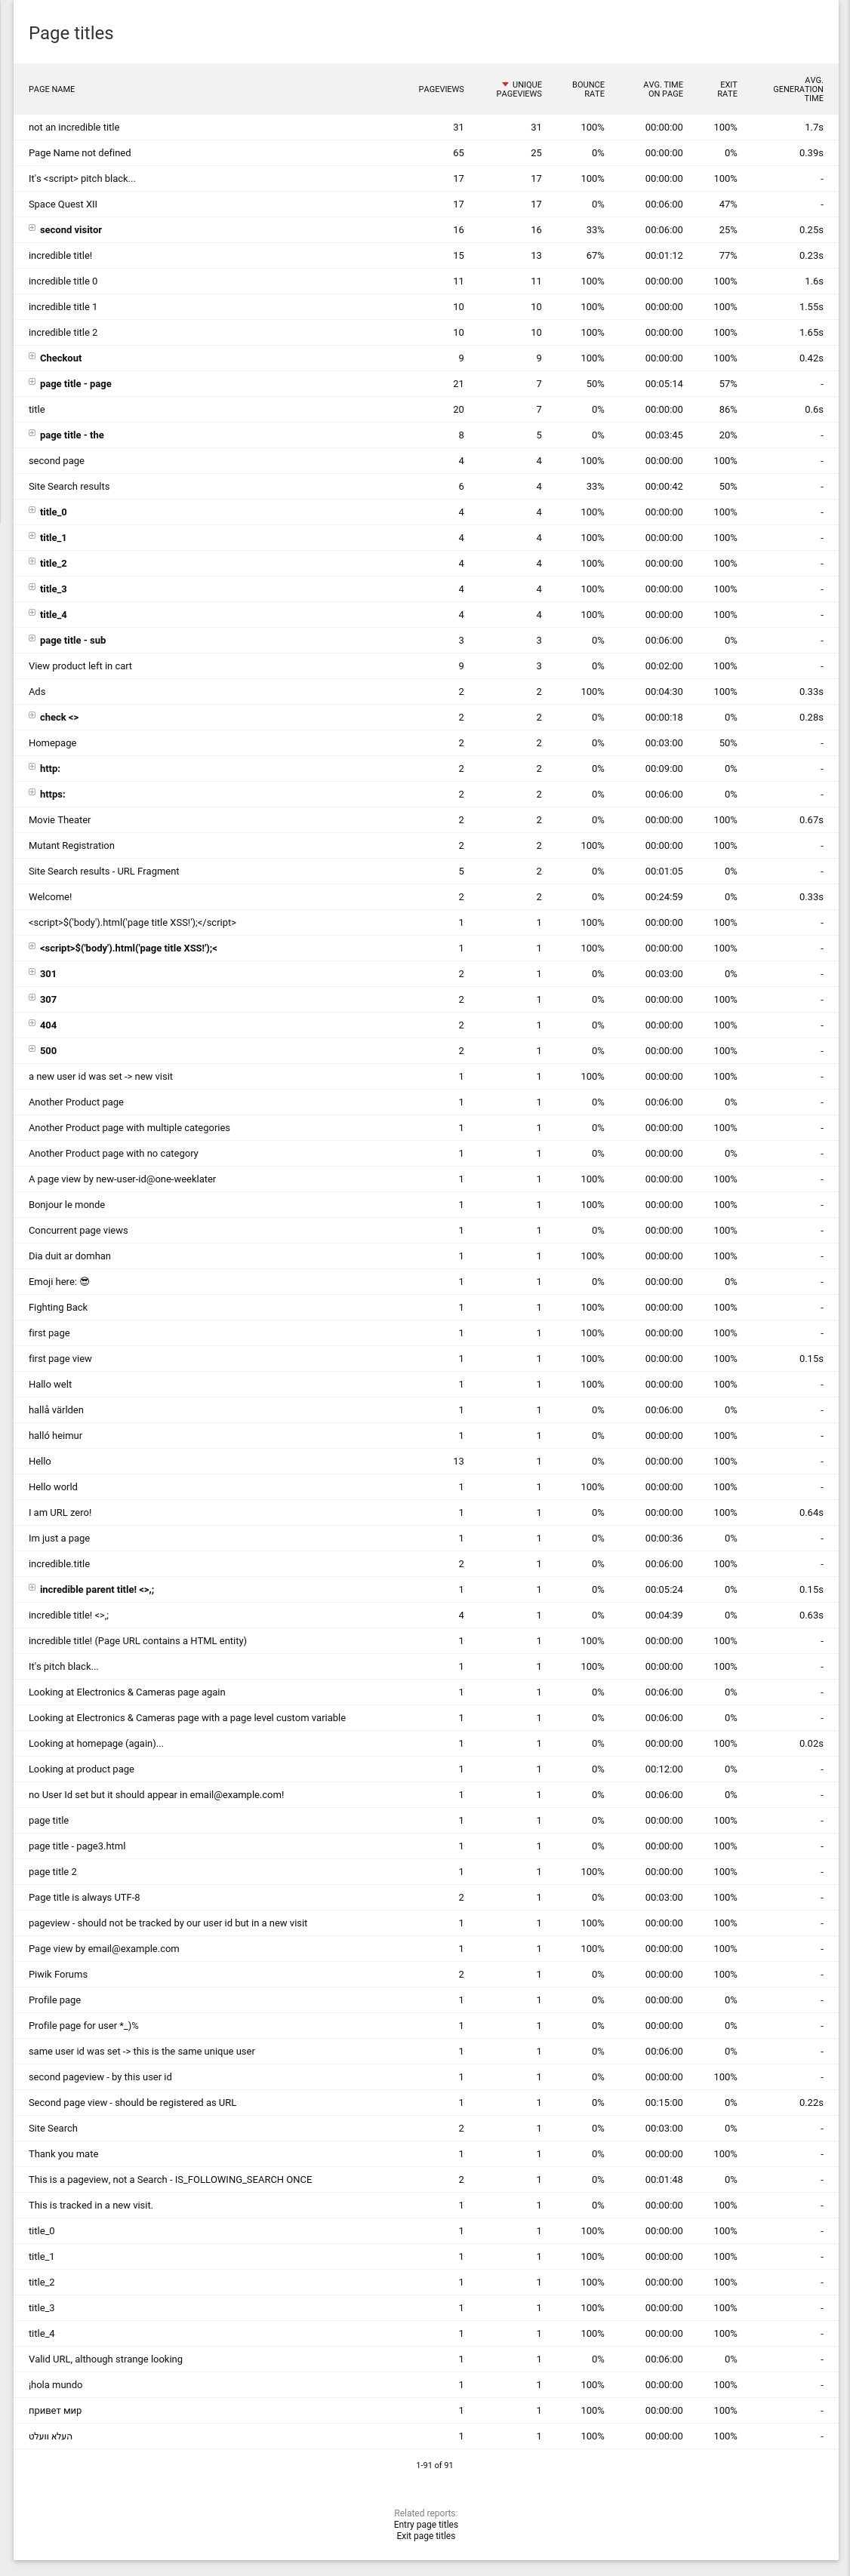 Page titles
PAGE NAME PAGEVIEWS UNIQUE PAGEVIEWS BOUNCE RATE AVG. TIME ON PAGE EXIT RATE AVG. GENERATION TIME
not an incredible title 31 31 100% 00:00:00 100% 1.7s
Page Name not defined 65 25 0% 00:00:00 0% 0.39s
It's <script> pitch black... 17 17 100% 00:00:00 100% -
Space Quest XII 17 17 0% 00:06:00 47% -
second visitor 16 16 33% 00:06:00 25% 0.25s
incredible title! 15 13 67% 00:01:12 77% 0.23s
incredible title 0 11 11 100% 00:00:00 100% 1.6s
incredible title 1 10 10 100% 00:00:00 100% 1.55s
incredible title 2 10 10 100% 00:00:00 100% 1.65s
Checkout 9 9 100% 00:00:00 100% 0.42s
page title - page 21 7 50% 00:05:14 57% -
title 20 7 0% 00:00:00 86% 0.6s
page title - the 8 5 0% 00:03:45 20% -
second page 4 4 100% 00:00:00 100% -
Site Search results 6 4 33% 00:00:42 50% -
title_0 4 4 100% 00:00:00 100% -
title_1 4 4 100% 00:00:00 100% -
title_2 4 4 100% 00:00:00 100% -
title_3 4 4 100% 00:00:00 100% -
title_4 4 4 100% 00:00:00 100% -
page title - sub 3 3 0% 00:06:00 0% -
View product left in cart 9 3 0% 00:02:00 100% -
Ads 2 2 100% 00:04:30 100% 0.33s
check <> 2 2 0% 00:00:18 0% 0.28s
Homepage 2 2 0% 00:03:00 50% -
http: 2 2 0% 00:09:00 0% -
https: 2 2 0% 00:06:00 0% -
Movie Theater 2 2 0% 00:00:00 100% 0.67s
Mutant Registration 2 2 100% 00:00:00 100% -
Site Search results - URL Fragment 5 2 0% 00:01:05 0% -
Welcome! 2 2 0% 00:24:59 0% 0.33s
<script>$('body').html('page title XSS!');</script> 1 1 100% 00:00:00 100% -
<script>$('body').html('page title XSS!');< 1 1 100% 00:00:00 100% -
301 2 1 0% 00:03:00 0% -
307 2 1 0% 00:00:00 100% -
404 2 1 0% 00:00:00 100% -
500 2 1 0% 00:00:00 100% -
a new user id was set -> new visit 1 1 100% 00:00:00 100% -
Another Product page 1 1 0% 00:06:00 0% -
Another Product page with multiple categories 1 1 0% 00:00:00 100% -
Another Product page with no category 1 1 0% 00:00:00 0% -
A page view by new-user-id@one-weeklater 1 1 100% 00:00:00 100% -
Bonjour le monde 1 1 100% 00:00:00 100% -
Concurrent page views 1 1 0% 00:00:00 100% -
Dia duit ar domhan 1 1 100% 00:00:00 100% -
Emoji here: 😎 1 1 0% 00:00:00 0% -
Fighting Back 1 1 100% 00:00:00 100% -
first page 1 1 100% 00:00:00 100% -
first page view 1 1 100% 00:00:00 100% 0.15s
Hallo welt 1 1 100% 00:00:00 100% -
hallå världen 1 1 0% 00:06:00 0% -
halló heimur 1 1 0% 00:00:00 100% -
Hello 13 1 0% 00:00:00 100% -
Hello world 1 1 100% 00:00:00 100% -
I am URL zero! 1 1 0% 00:00:00 100% 0.64s
Im just a page 1 1 0% 00:00:36 0% -
incredible.title 2 1 0% 00:06:00 100% -
incredible parent title! <>,; 1 1 0% 00:05:24 0% 0.15s
incredible title! <>,; 4 1 0% 00:04:39 0% 0.63s
incredible title! (Page URL contains a HTML entity) 1 1 100% 00:00:00 100% -
It's pitch black... 1 1 100% 00:00:00 100% -
Looking at Electronics & Cameras page again 1 1 0% 00:06:00 0% -
Looking at Electronics & Cameras page with a page level custom variable 1 1 0% 00:06:00 0% -
Looking at homepage (again)... 1 1 0% 00:00:00 100% 0.02s
Looking at product page 1 1 0% 00:12:00 0% -
no User Id set but it should appear in email@example.com! 1 1 0% 00:06:00 0% -
page title 1 1 0% 00:00:00 100% -
page title - page3.html 1 1 0% 00:00:00 100% -
page title 2 1 1 100% 00:00:00 100% -
Page title is always UTF-8 2 1 0% 00:03:00 100% -
pageview - should not be tracked by our user id but in a new visit 1 1 100% 00:00:00 100% -
Page view by email@example.com 1 1 100% 00:00:00 100% -
Piwik Forums 2 1 0% 00:00:00 100% -
Profile page 1 1 0% 00:00:00 0% -
Profile page for user *_)% 1 1 0% 00:00:00 0% -
same user id was set -> this is the same unique user 1 1 0% 00:06:00 0% -
second pageview - by this user id 1 1 0% 00:00:00 100% -
Second page view - should be registered as URL 1 1 0% 00:15:00 0% 0.22s
Site Search 2 1 0% 00:03:00 0% -
Thank you mate 1 1 0% 00:00:00 100% -
This is a pageview, not a Search - IS_FOLLOWING_SEARCH ONCE 2 1 0% 00:01:48 0% -
This is tracked in a new visit. 1 1 0% 00:00:00 100% -
title_0 1 1 100% 00:00:00 100% -
title_1 1 1 100% 00:00:00 100% -
title_2 1 1 100% 00:00:00 100% -
title_3 1 1 100% 00:00:00 100% -
title_4 1 1 100% 00:00:00 100% -
Valid URL, although strange looking 1 1 0% 00:06:00 0% -
¡hola mundo 1 1 100% 00:00:00 100% -
привет мир 1 1 100% 00:00:00 100% -
העלא וועלט 1 1 100% 00:00:00 100% -
1-91 of 91
Related reports:
Entry page titles
Exit page titles